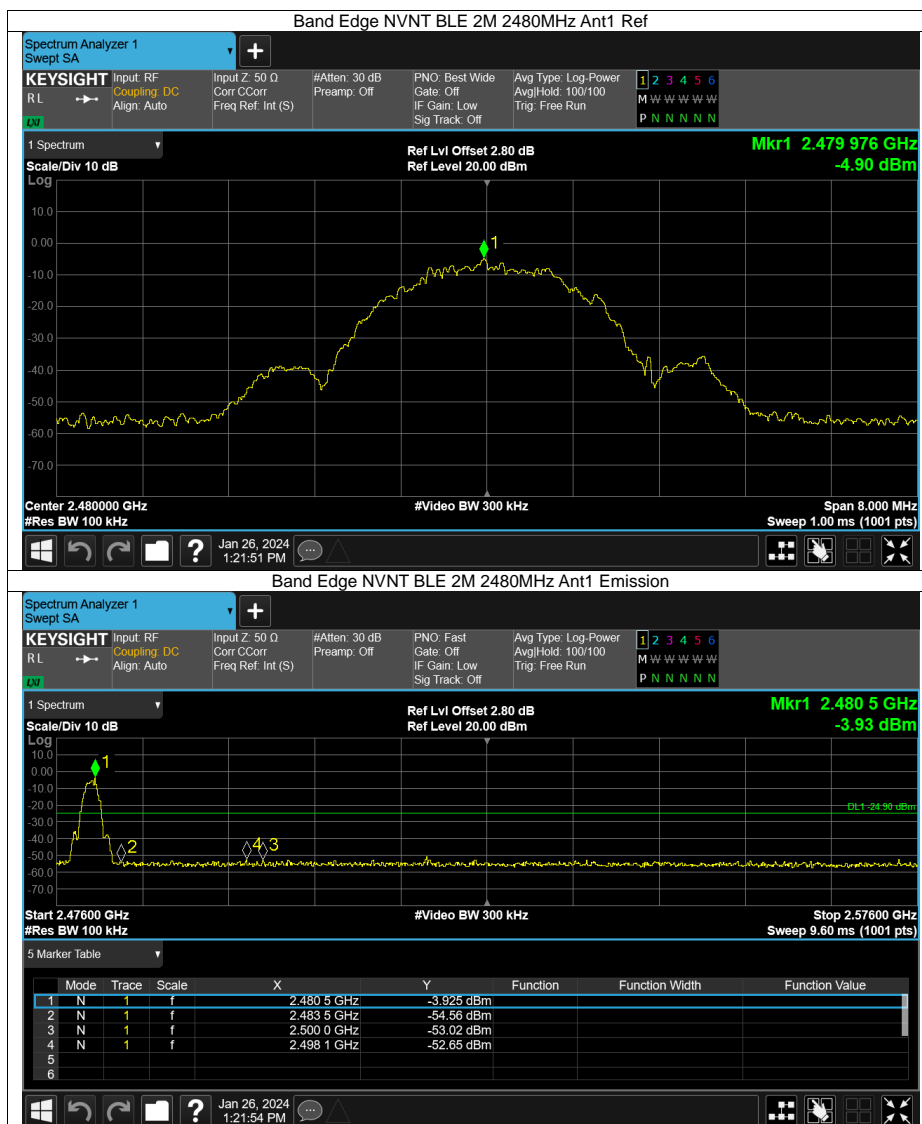 Band Edge NVNT BLE 2M 2480MHz Ant1 Ref
Spectrum Analyzer 1
Swept SA
KEYSIGHT
R L
LXI
Input: RF
Coupling: DC
Align: Auto
Input Z: 50 Ω
Corr CCorr
Freq Ref: Int (S)
#Atten: 30 dB
Preamp: Off
PNO: Best Wide
Gate: Off
IF Gain: Low
Sig Track: Off
Avg Type: Log-Power
Avg|Hold: 100/100
Trig: Free Run
1 2 3 4 5 6
M W W W W W
P N N N N N
1 Spectrum
Scale/Div 10 dB
Log
Ref Lvl Offset 2.80 dB
Ref Level 20.00 dBm
Mkr1 2.479 976 GHz
-4.90 dBm
10.0
0.00
-10.0
-20.0
-30.0
-40.0
-50.0
-60.0
-70.0
1
Center 2.480000 GHz
#Res BW 100 kHz
#Video BW 300 kHz
Span 8.000 MHz
Sweep 1.00 ms (1001 pts)
?
Jan 26, 2024
1:21:51 PM
Band Edge NVNT BLE 2M 2480MHz Ant1 Emission
Spectrum Analyzer 1
Swept SA
KEYSIGHT
R L
LXI
Input: RF
Coupling: DC
Align: Auto
Input Z: 50 Ω
Corr CCorr
Freq Ref: Int (S)
#Atten: 30 dB
Preamp: Off
PNO: Fast
Gate: Off
IF Gain: Low
Sig Track: Off
Avg Type: Log-Power
Avg|Hold: 100/100
Trig: Free Run
1 2 3 4 5 6
M W W W W W
P N N N N N
1 Spectrum
Scale/Div 10 dB
Log
Ref Lvl Offset 2.80 dB
Ref Level 20.00 dBm
Mkr1 2.480 5 GHz
-3.93 dBm
10.0
0.00
-10.0
-20.0
-30.0
-40.0
-50.0
-60.0
-70.0
1
DL1 -24.90 dBm
2 4 3
Start 2.47600 GHz
#Res BW 100 kHz
#Video BW 300 kHz
Stop 2.57600 GHz
Sweep 9.60 ms (1001 pts)
5 Marker Table
Mode Trace Scale X Y Function Function Width Function Value
1 N 1 f 2.480 5 GHz -3.925 dBm
2 N 1 f 2.483 5 GHz -54.56 dBm
3 N 1 f 2.500 0 GHz -53.02 dBm
4 N 1 f 2.498 1 GHz -52.65 dBm
5
6
?
Jan 26, 2024
1:21:54 PM